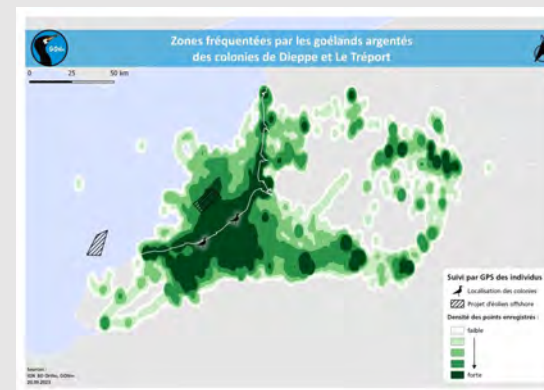 Zones fréquentées par les goélands argentés
des colonies de Dieppe et Le Tréport
0 25 50 km
Suivi par GPS des individus
Localisation des colonies
Projet d'éolien offshore
Densité des points enregistrés :
faible
forte
Sources :